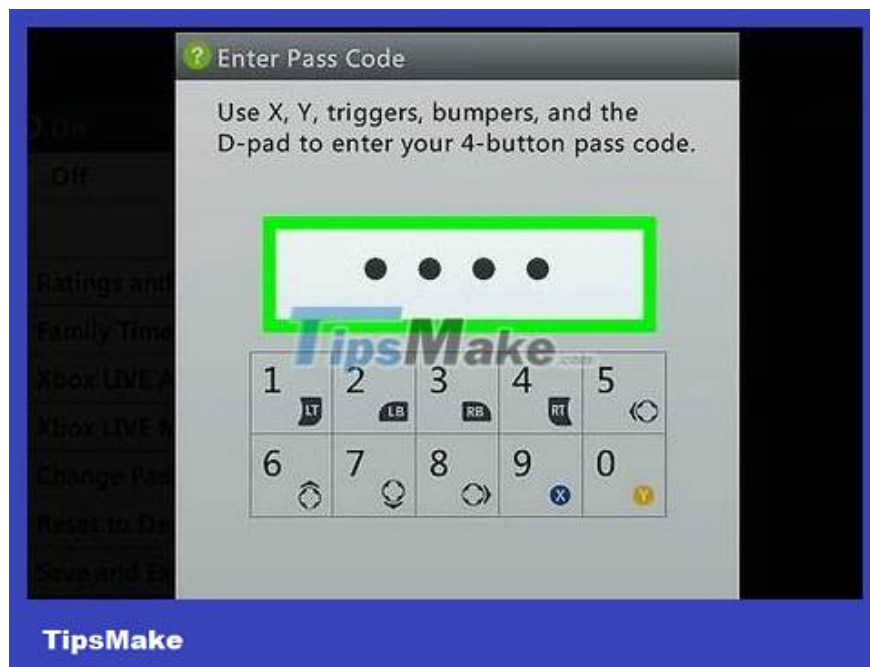 Enter Pass Code
Use X, Y, triggers, bumpers, and the
D-pad to enter your 4-button pass code.
On
Off
Ratings and
Family Time
Xbox LIVE A
Xbox LIVE M
Change Pas
Reset to De
Save and Ex
TipsMake.com
1 LT 2 LB 3 RB 4 RT 5
6 7 8 9 X 0 Y
TipsMake